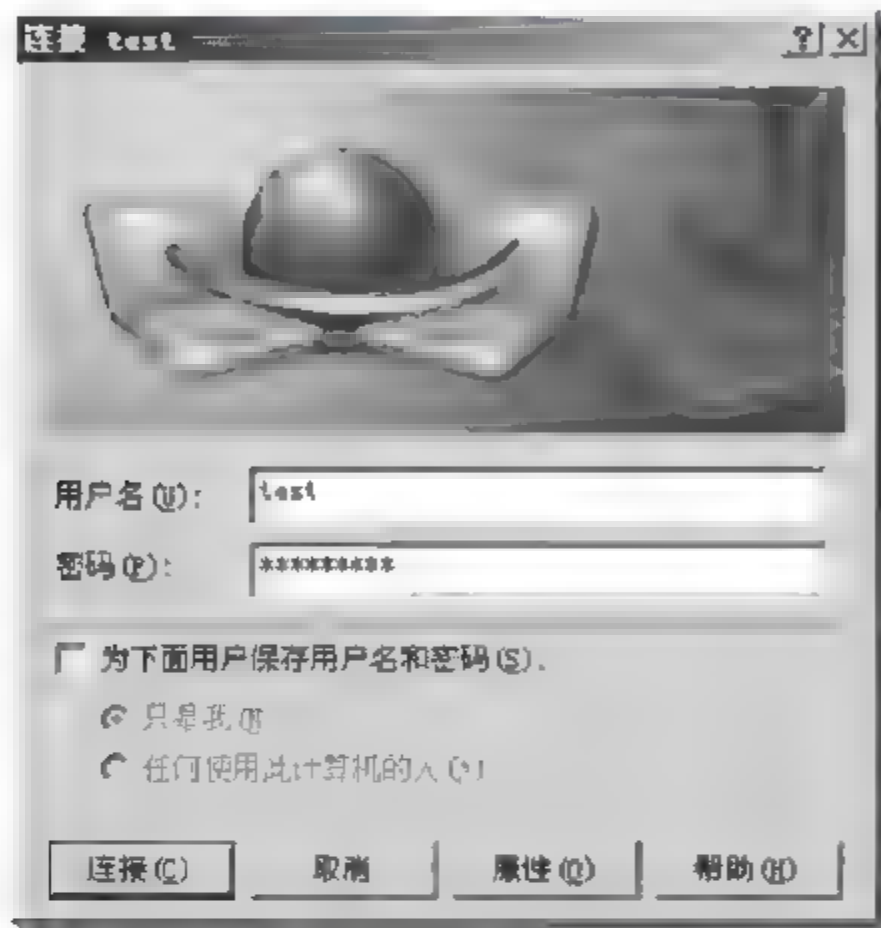 连接 test
用户名(U):
test
密码(P):
*********
为下面用户保存用户名和密码(S).
只是我(N)
任何使用此计算机的人(A)
连接(C)
取消
属性(O)
帮助(H)